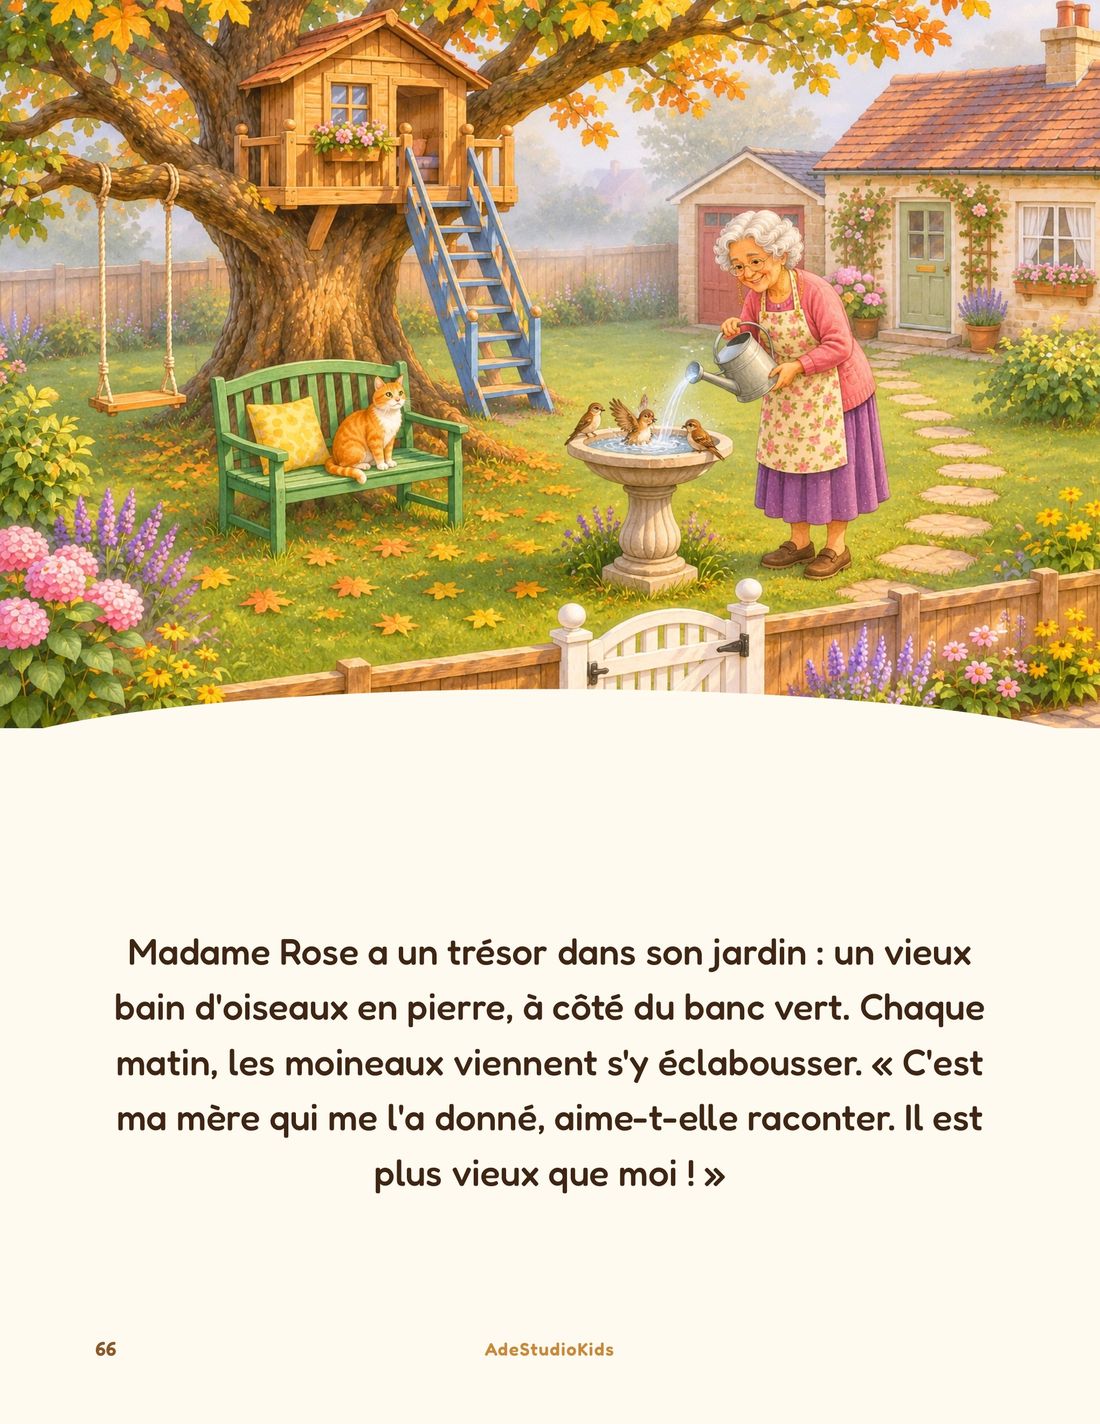 Madame Rose a un trésor dans son jardin : un vieux
bain d'oiseaux en pierre, à côté du banc vert. Chaque
matin, les moineaux viennent s'y éclabousser. « C'est
ma mère qui me l'a donné, aime-t-elle raconter. Il est
plus vieux que moi ! »
66
AdeStudioKids